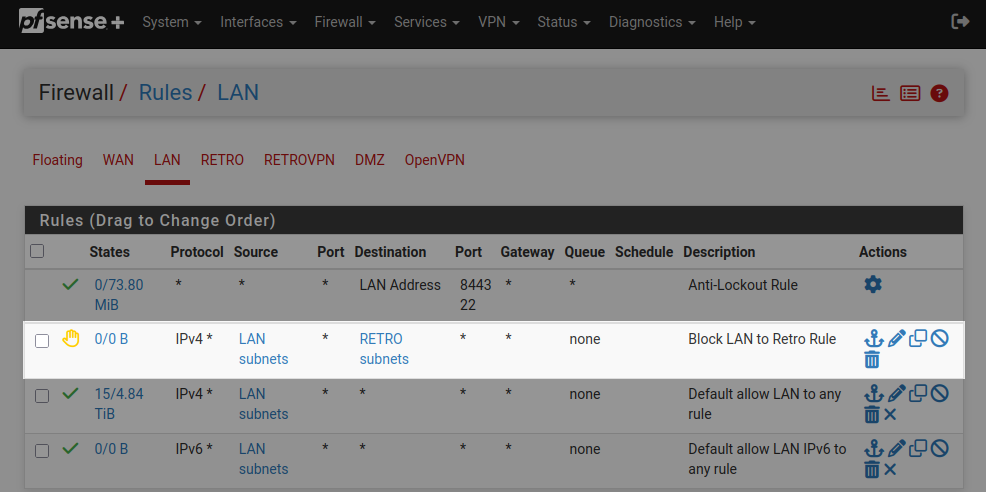 pfsense+ System Interfaces Firewall Services VPN Status Diagnostics Help
Firewall / Rules / LAN
?
Floating WAN LAN RETRO RETROVPN DMZ OpenVPN
Rules (Drag to Change Order)
States Protocol Source Port Destination Port Gateway Queue Schedule Description Actions
0/73.80 * * * LAN Address 8443 * * Anti-Lockout Rule
MiB 22
0/0 B IPv4 * LAN * RETRO * * none Block LAN to Retro Rule
subnets subnets
15/4.84 IPv4 * LAN * * * * none Default allow LAN to any
TiB subnets rule
0/0 B IPv6 * LAN * * * * none Default allow LAN IPv6 to
subnets any rule